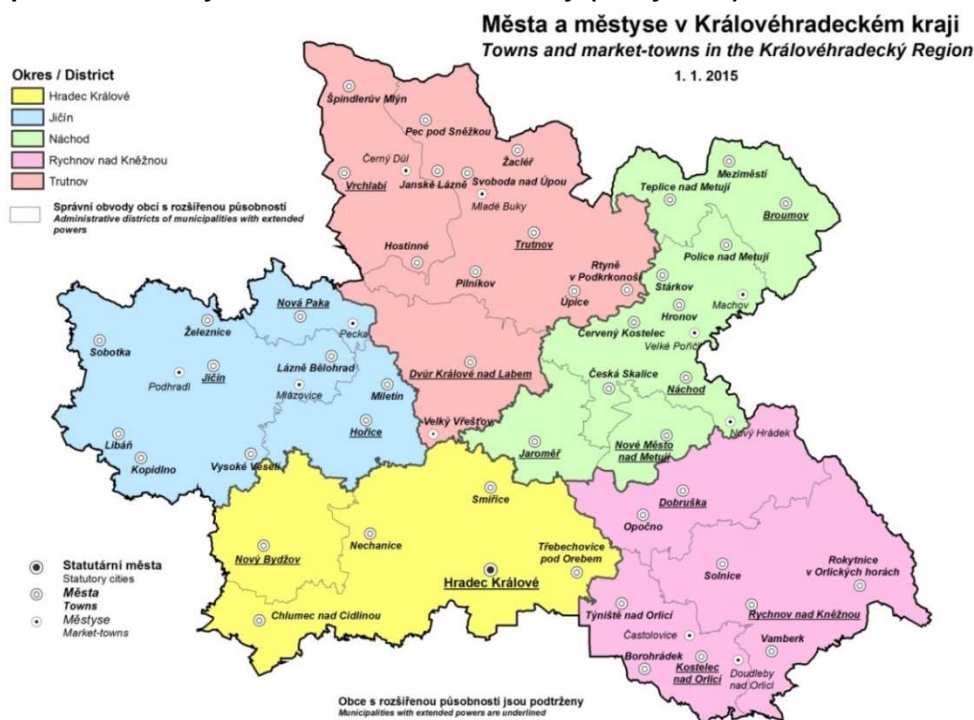 Města a městyse v Královéhradeckém kraji
Towns and market-towns in the Královéhradecký Region
1. 1. 2015
Okres / District
Hradec Králové
Jičín
Náchod
Rychnov nad Kněžnou
Trutnov
Správní obvody obcí s rozšířenou působností
Administrative districts of municipalities with extended
powers
Špindlerův Mlýn
Pec pod Sněžkou
Žacléř
Černý Důl
Vrchlabí
Janské Lázně
Svoboda nad Úpou
Mladé Buky
Hostinné
Trutnov
Pilníkov
Rtyně
v Podkrkonoší
Úpice
Dvůr Králové nad Labem
Velký Vřešťov
Meziměstí
Teplice nad Metují
Broumov
Police nad Metují
Stárkov
Machov
Hronov
Červený Kostelec
Velké Poříčí
Česká Skalice
Náchod
Nový Hrádek
Jaroměř
Nové Město
nad Metují
Nová Paka
Železnice
Pecka
Sobotka
Lázně Bělohrad
Podhradí
Jičín
Mlázovice
Miletín
Hořice
Libáň
Kopidlno
Vysoké Veselí
Smiřice
Nový Bydžov
Nechanice
Třebechovice
pod Orebem
Hradec Králové
Chlumec nad Cidlinou
Dobruška
Opočno
Solnice
Rokytnice
v Orlických horách
Týniště nad Orlicí
Rychnov nad Kněžnou
Častolovice
Vamberk
Borohrádek
Kostelec
nad Orlicí
Doudleby
nad Orlicí
Statutární města
Statutory cities
Města
Towns
Městyse
Market-towns
Obce s rozšířenou působností jsou podtrženy
Municipalities with extended powers are underlined